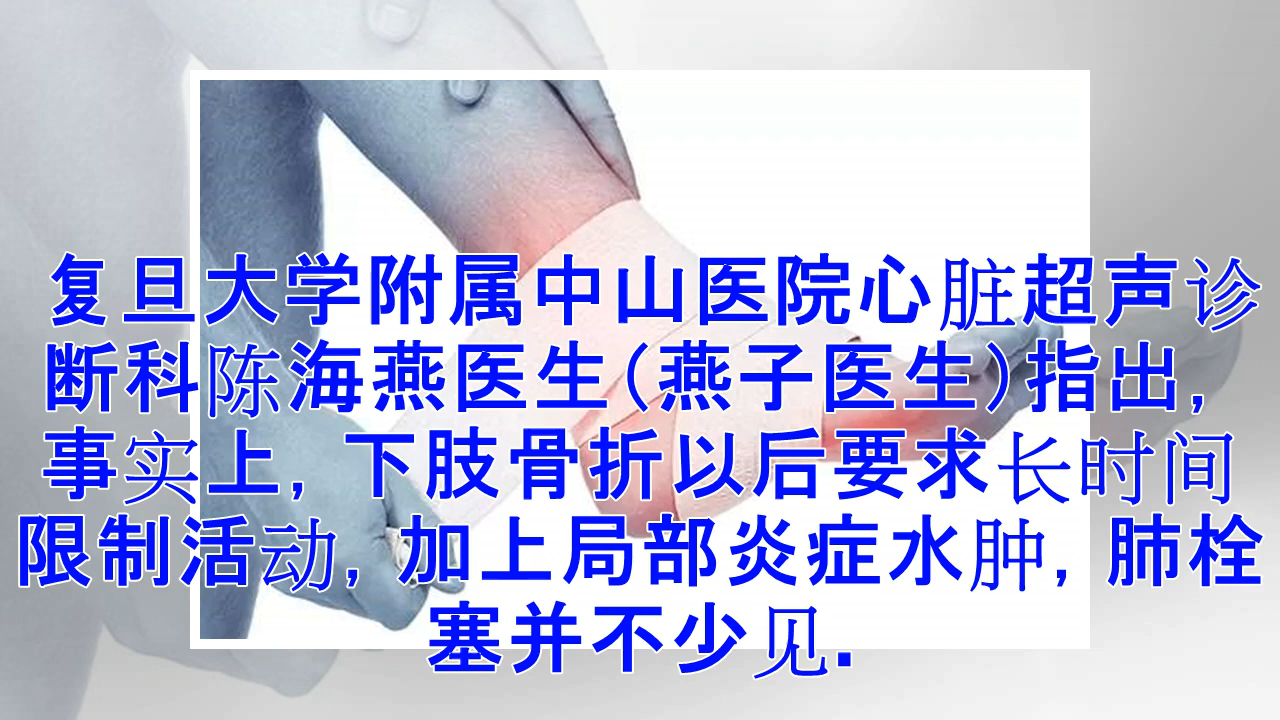 复旦大学附属中山医院心脏超声诊
断科陈海燕医生(燕子医生)指出,
事实上,下肢骨折以后要求长时间
限制活动,加上局部炎症水肿,肺栓
塞并不少见.